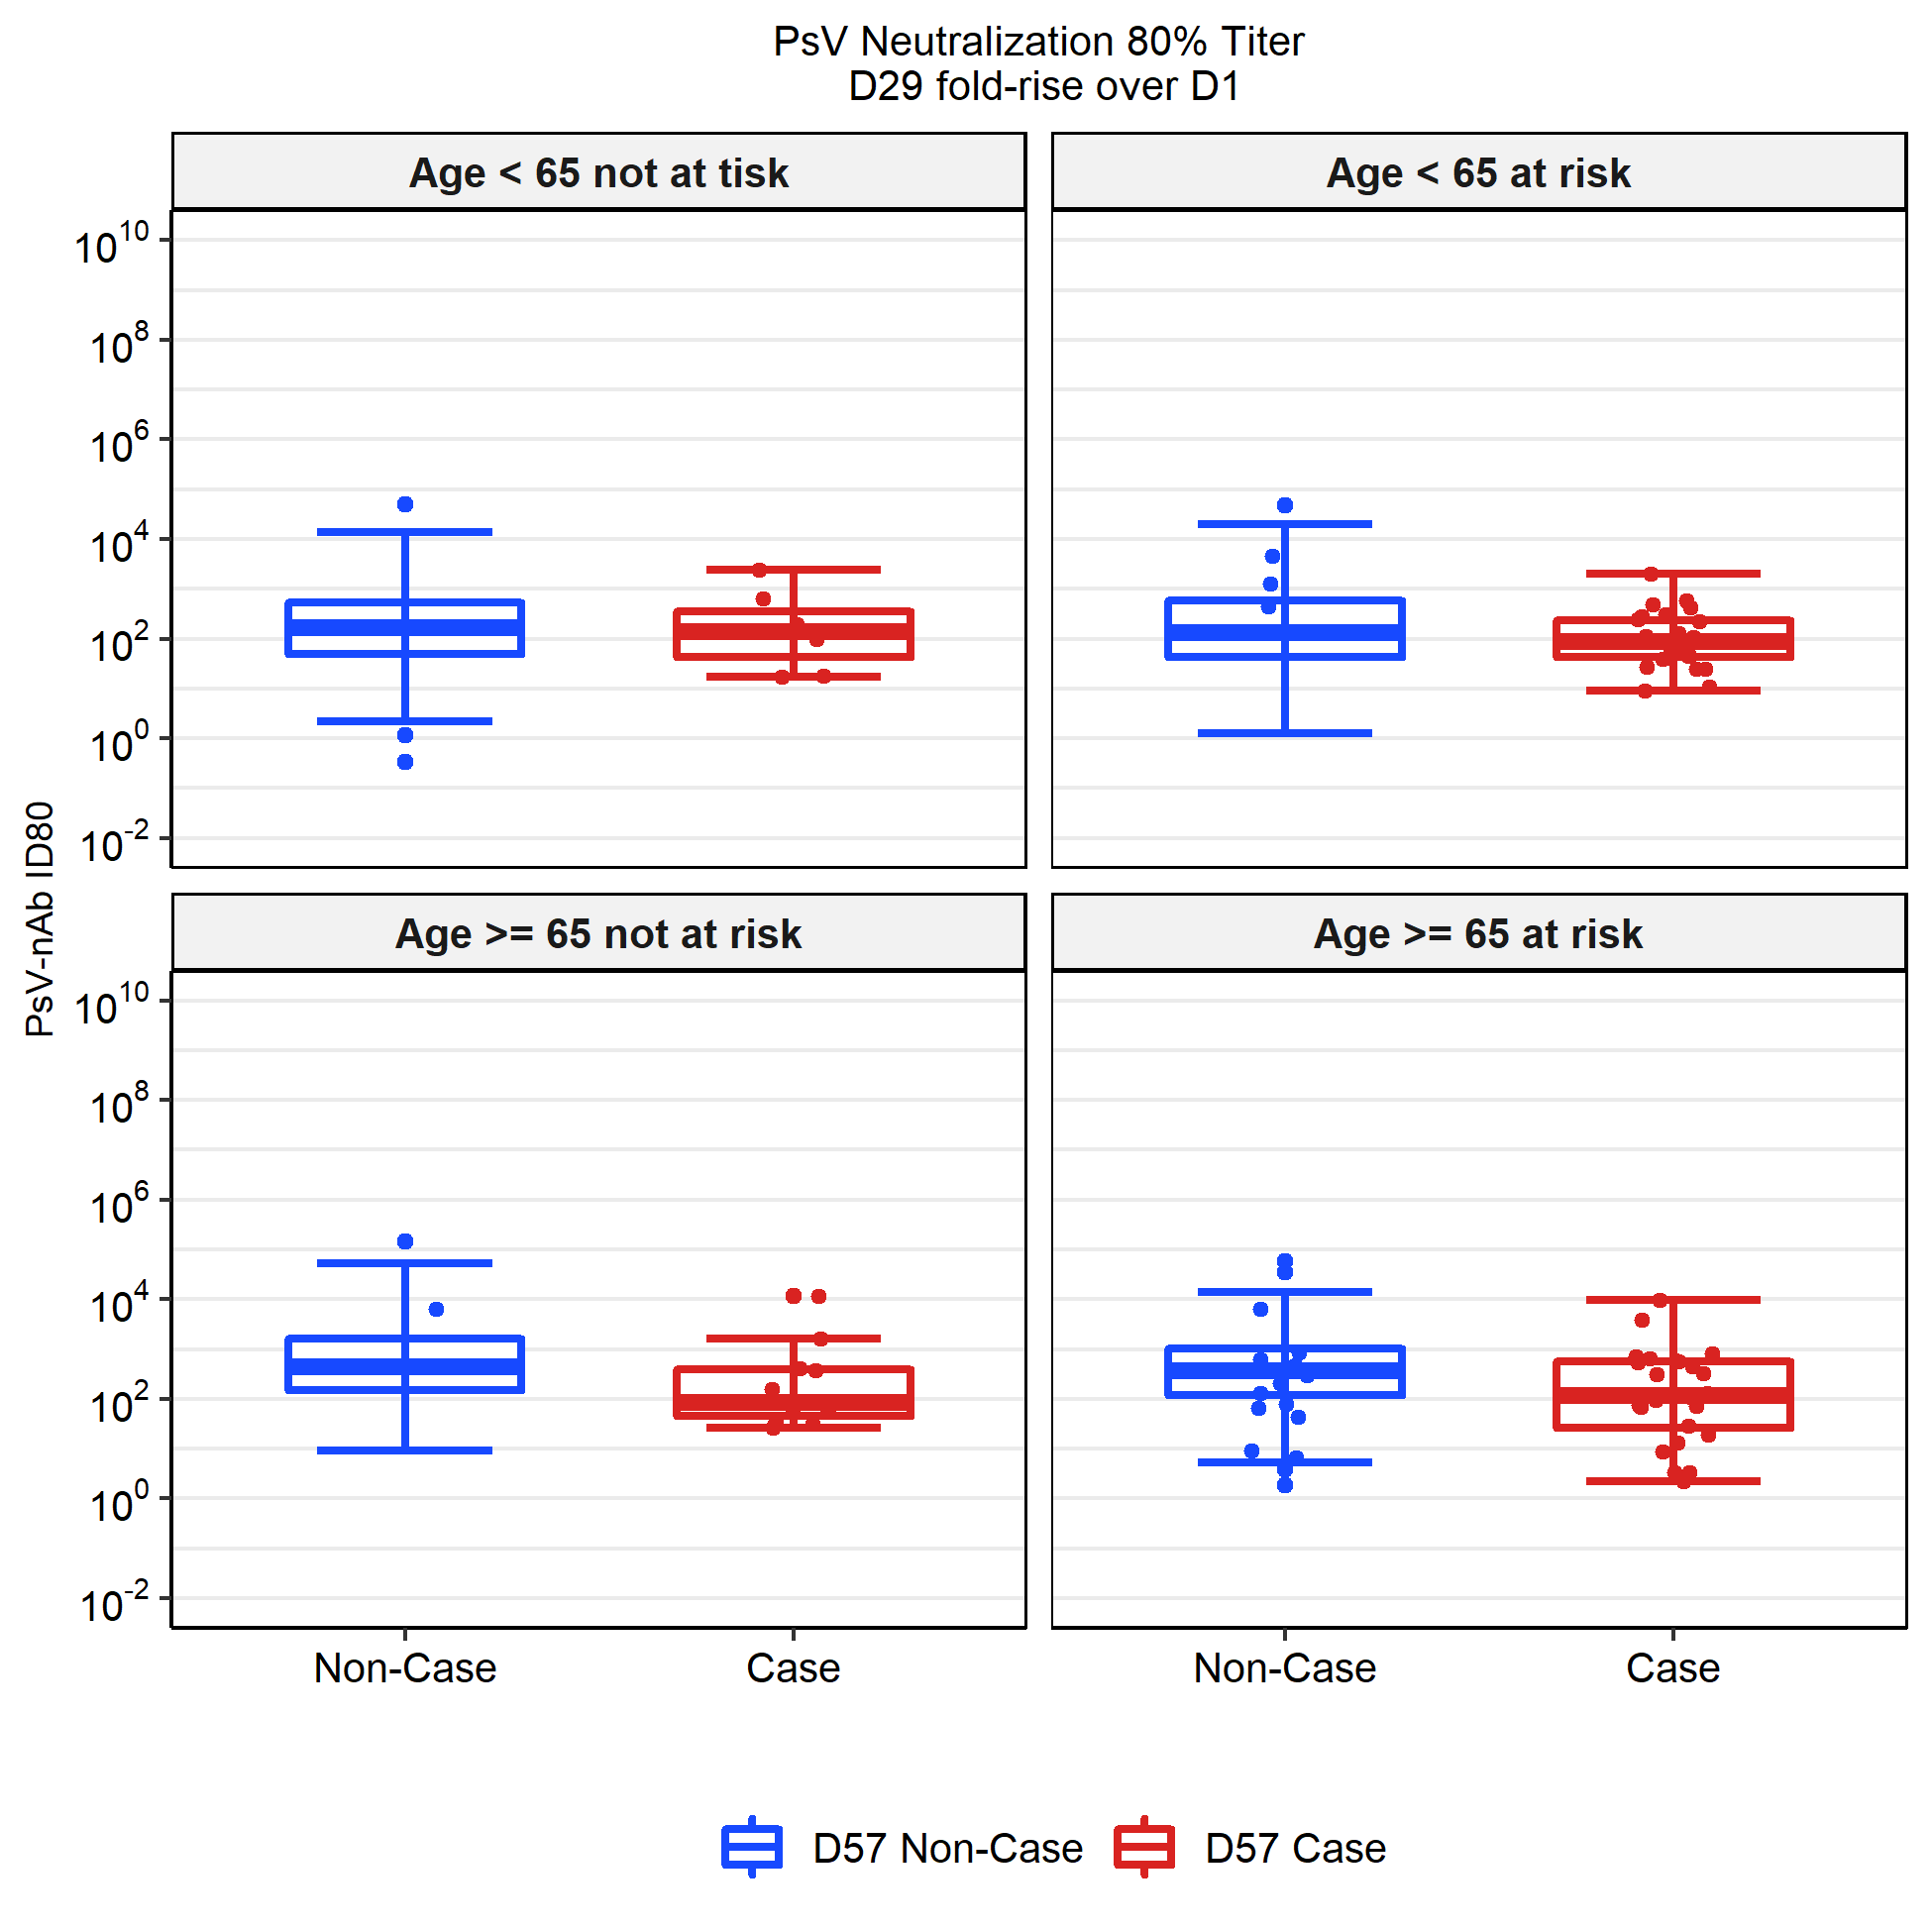 PsV Neutralization 80% Titer
D29 fold-rise over D1
Age < 65 not at tisk
Age < 65 at risk
10^10
10^8
10^6
10^4
10^2
10^0
10^-2
PsV-nAb ID80
Age >= 65 not at risk
Age >= 65 at risk
10^10
10^8
10^6
10^4
10^2
10^0
10^-2
Non-Case
Case
Non-Case
Case
D57 Non-Case
D57 Case